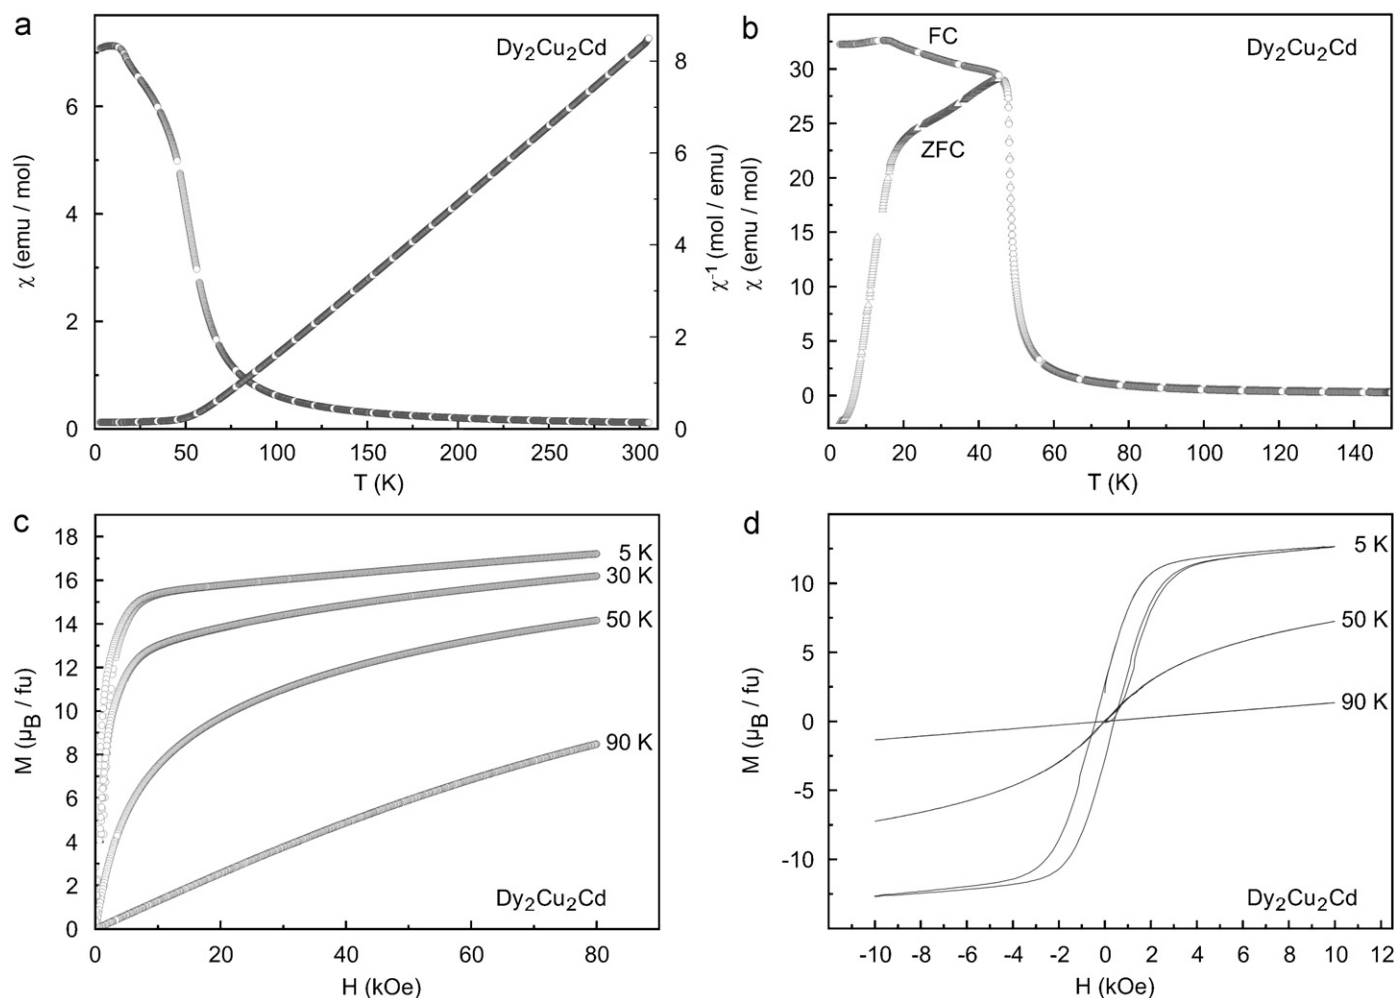 a
Dy2Cu2Cd
χ (emu / mol)
6
4
2
0
8
6
4
2
0
χ-1 (mol / emu)
0 50 100 150 200 250 300
T (K)
b
Dy2Cu2Cd
FC
ZFC
χ (emu / mol)
30
25
20
15
10
5
0
0 20 40 60 80 100 120 140
T (K)
c
M (μB / fu)
18
16
14
12
10
8
6
4
2
0
5 K
30 K
50 K
90 K
Dy2Cu2Cd
0 20 40 60 80
H (kOe)
d
M (μB / fu)
10
5
0
-5
-10
5 K
50 K
90 K
Dy2Cu2Cd
-10 -8 -6 -4 -2 0 2 4 6 8 10 12
H (kOe)